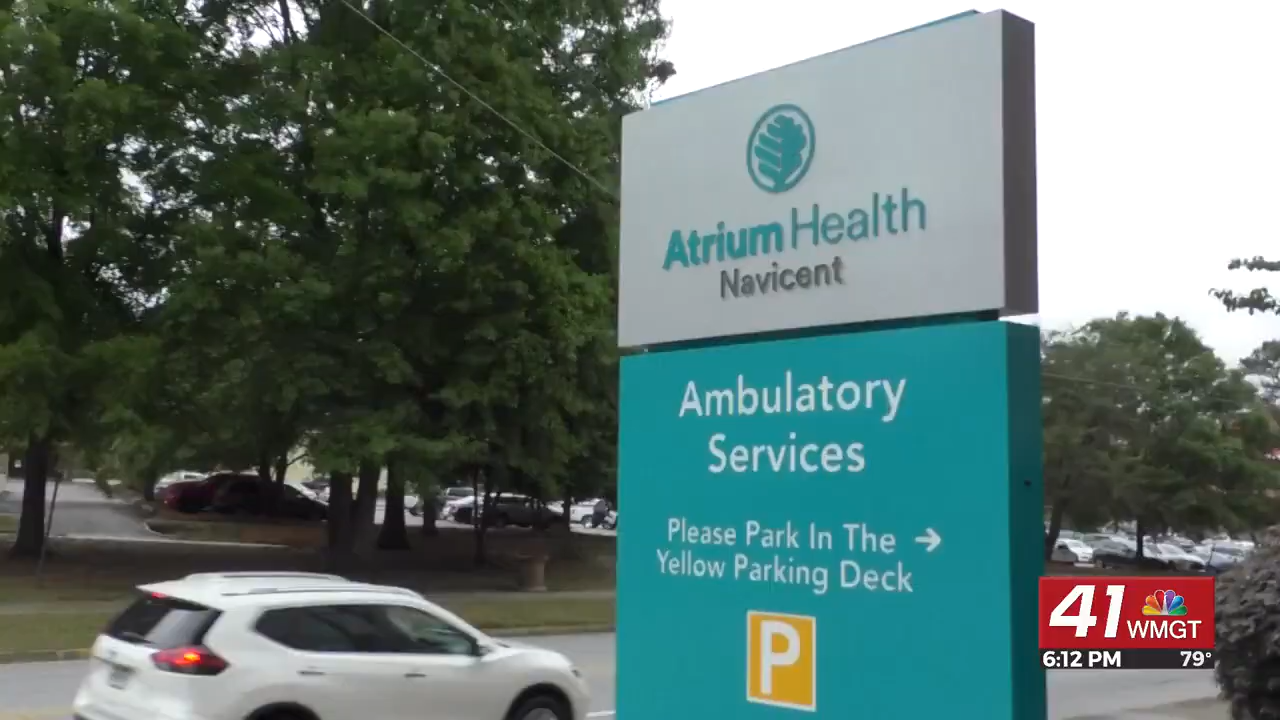 Atrium Health
Navicent
Ambulatory
Services
Please Park In The →
Yellow Parking Deck
P
41
WMGT
6:12 PM 79°